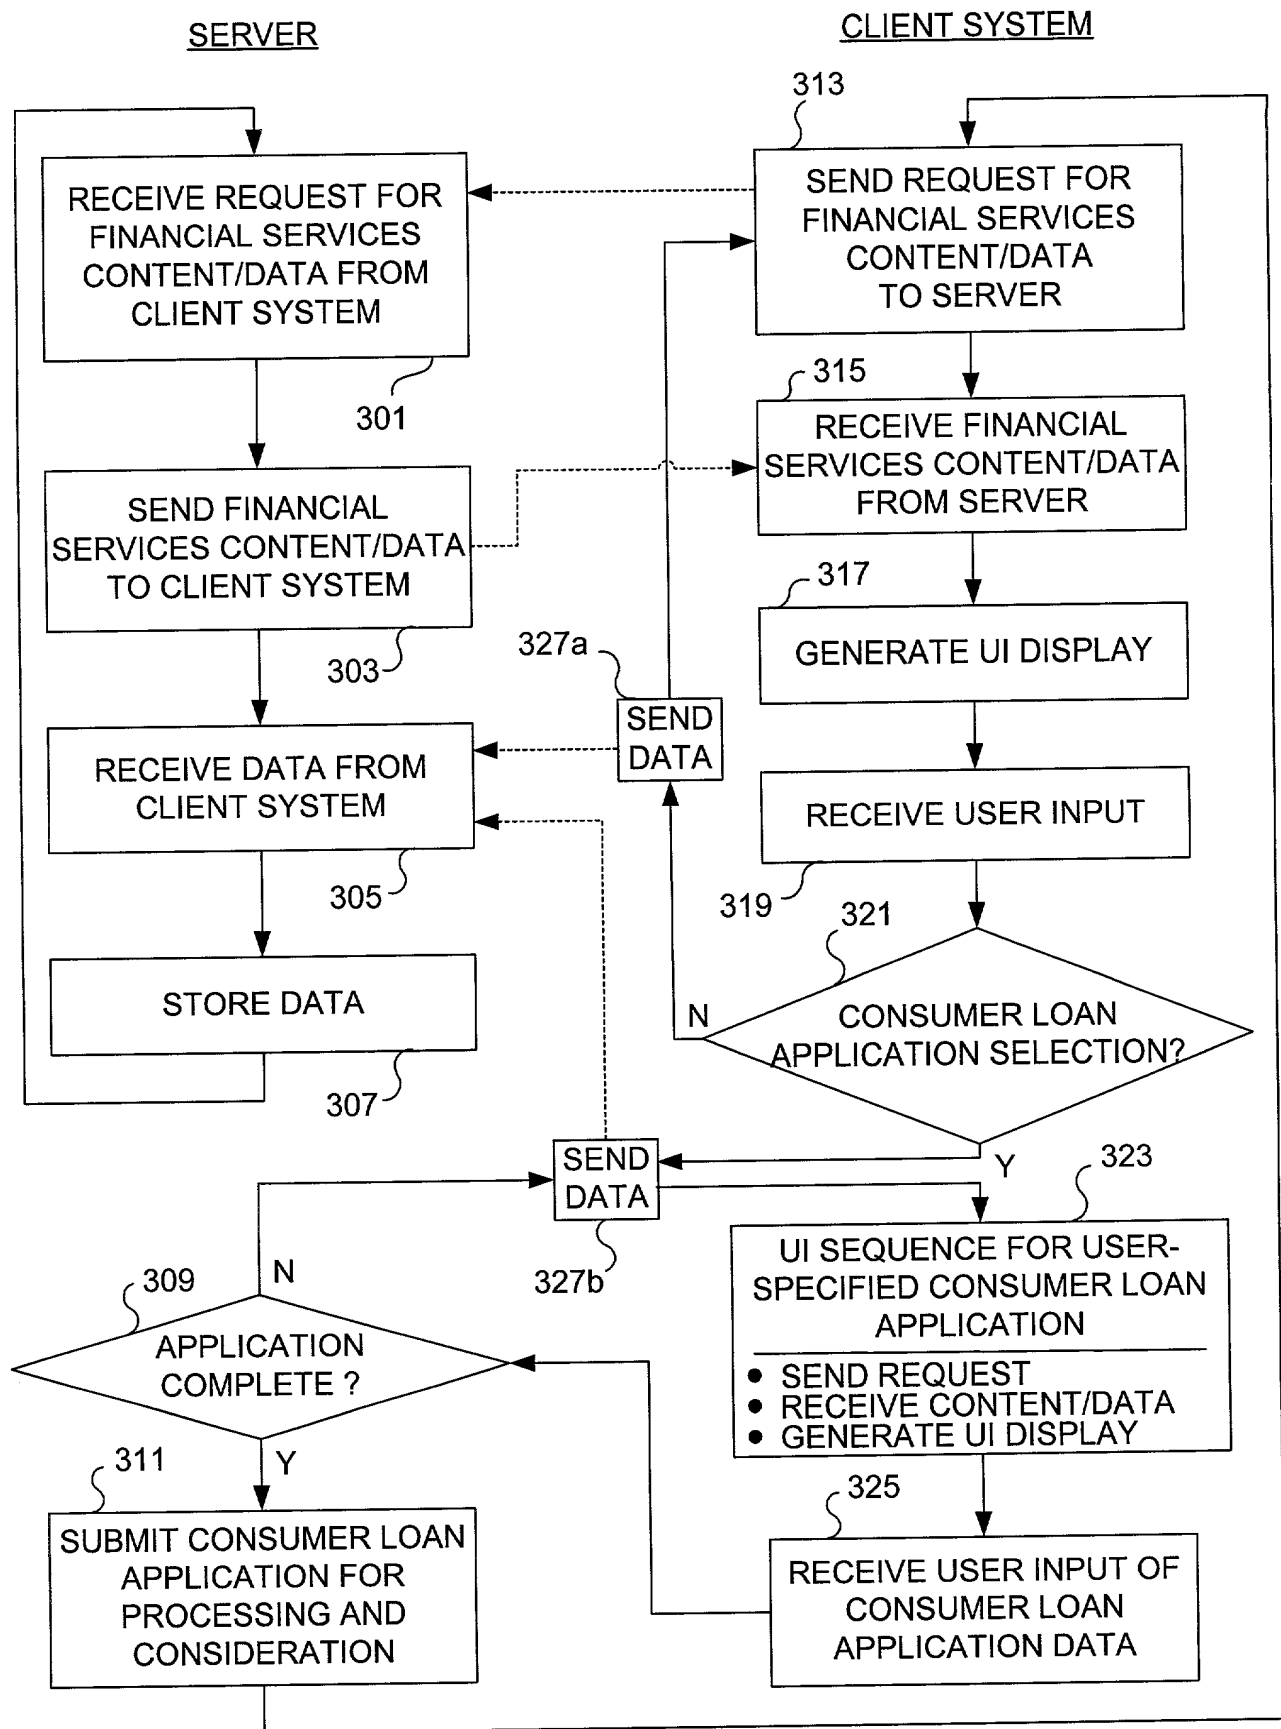 SERVER
CLIENT SYSTEM
313
RECEIVE REQUEST FOR
FINANCIAL SERVICES
CONTENT/DATA FROM
CLIENT SYSTEM
301
SEND REQUEST FOR
FINANCIAL SERVICES
CONTENT/DATA
TO SERVER
315
RECEIVE FINANCIAL
SERVICES CONTENT/DATA
FROM SERVER
SEND FINANCIAL
SERVICES CONTENT/DATA
TO CLIENT SYSTEM
303
317
GENERATE UI DISPLAY
327a
SEND
DATA
RECEIVE DATA FROM
CLIENT SYSTEM
305
RECEIVE USER INPUT
319
321
CONSUMER LOAN
APPLICATION SELECTION?
N
Y
STORE DATA
307
SEND
DATA
327b
323
UI SEQUENCE FOR USER-
SPECIFIED CONSUMER LOAN
APPLICATION
● SEND REQUEST
● RECEIVE CONTENT/DATA
● GENERATE UI DISPLAY
309
N
APPLICATION
COMPLETE ?
Y
311
SUBMIT CONSUMER LOAN
APPLICATION FOR
PROCESSING AND
CONSIDERATION
325
RECEIVE USER INPUT OF
CONSUMER LOAN
APPLICATION DATA